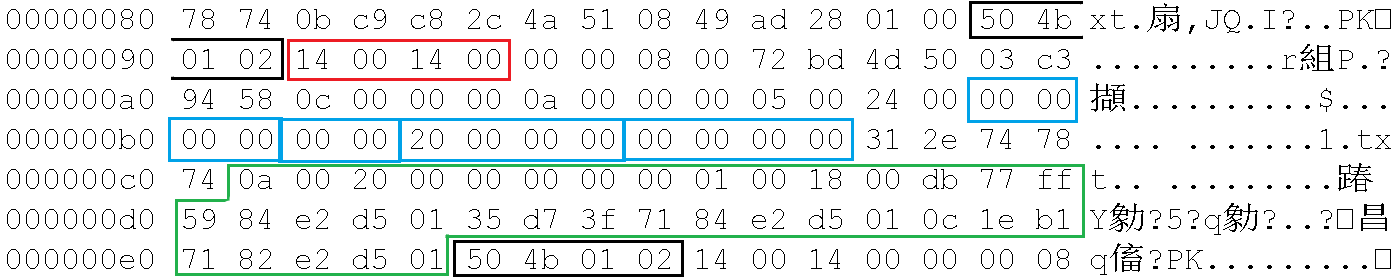 00000080 78 74 0b c9 c8 2c 4a 51 08 49 ad 28 01 00 50 4b xt.扇,JQ.I?..PK□
00000090 01 02 14 00 14 00 00 00 08 00 72 bd 4d 50 03 c3 ..........r組P.?
000000a0 94 58 0c 00 00 00 0a 00 00 00 05 00 24 00 00 00 擷..........$...
000000b0 00 00 00 00 20 00 00 00 00 00 00 00 31 2e 74 78 .... .......1.tx
000000c0 74 0a 00 20 00 00 00 00 00 01 00 18 00 db 77 ff t.. .........踳
000000d0 59 84 e2 d5 01 35 d7 3f 71 84 e2 d5 01 0c 1e b1 Y?5?q?..?□昌
000000e0 71 82 e2 d5 01 50 4b 01 02 14 00 14 00 00 00 08 q?PK.........□